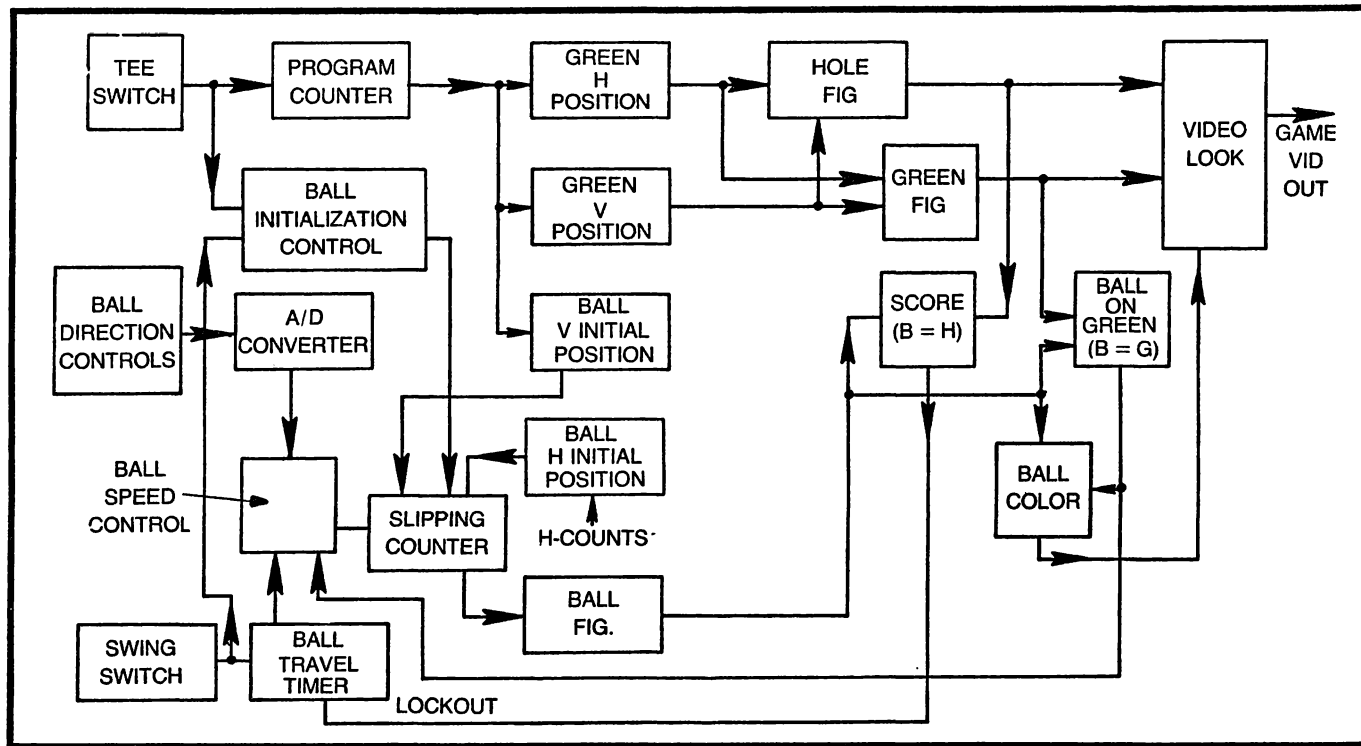 TEE
SWITCH
PROGRAM
COUNTER
GREEN
H
POSITION
HOLE
FIG
VIDEO
LOOK
GAME
VID
OUT
BALL
INITIALIZATION
CONTROL
GREEN
V
POSITION
GREEN
FIG
BALL
DIRECTION
CONTROLS
A/D
CONVERTER
BALL
V INITIAL
POSITION
SCORE
(B = H)
BALL
ON
GREEN
(B = G)
BALL
SPEED
CONTROL
SLIPPING
COUNTER
BALL
H INITIAL
POSITION
H-COUNTS
BALL
COLOR
BALL
FIG.
SWING
SWITCH
BALL
TRAVEL
TIMER
LOCKOUT